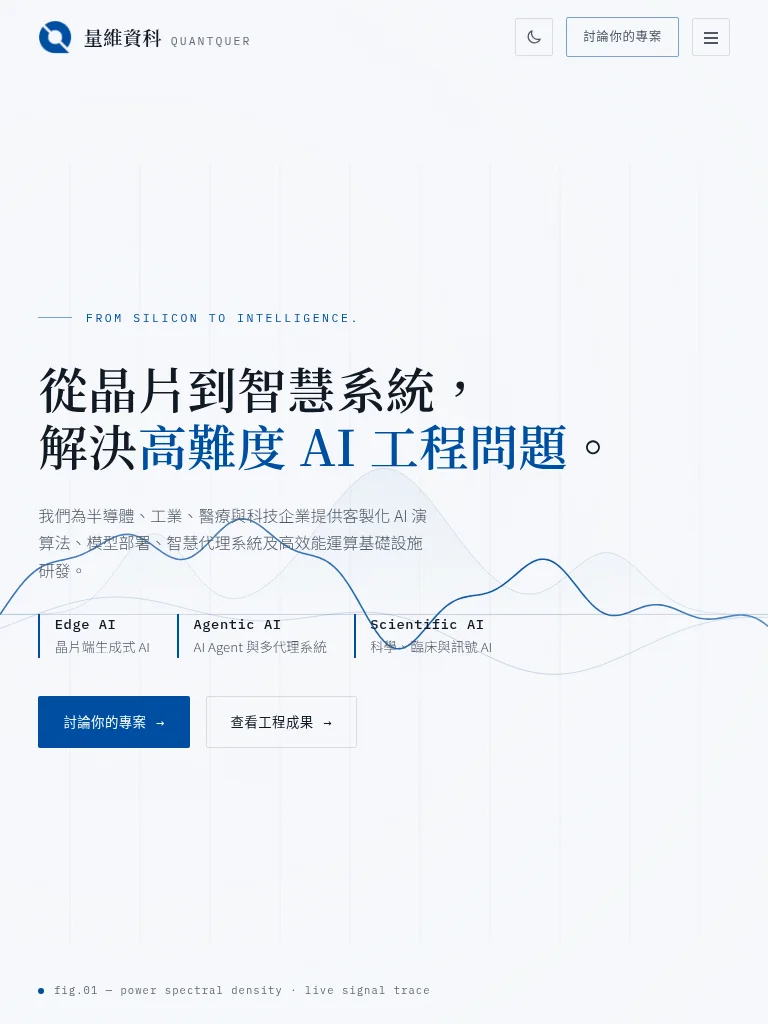 量維資科 QUANTQUER
討論你的專案
FROM SILICON TO INTELLIGENCE.
從晶片到智慧系統，
解決高難度 AI 工程問題。
我們為半導體、工業、醫療與科技企業提供客製化 AI 演
算法、模型部署、智慧代理系統及高效能運算基礎設施
研發。
Edge AI
晶片端生成式 AI
Agentic AI
AI Agent 與多代理系統
Scientific AI
科學、臨床與訊號 AI
討論你的專案 →
查看工程成果 →
fig.01 — power spectral density · live signal trace